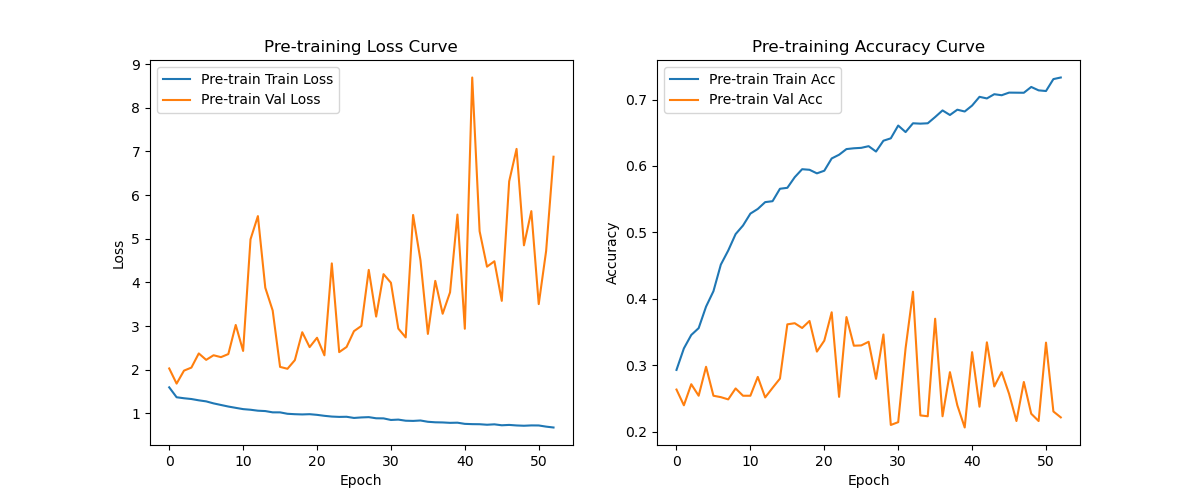 Pre-training Loss Curve
Pre-train Train Loss
Pre-train Val Loss
9
8
7
6
5
4
3
2
1
Loss
0 10 20 30 40 50
Epoch
Pre-training Accuracy Curve
Pre-train Train Acc
Pre-train Val Acc
0.7
0.6
0.5
0.4
0.3
0.2
Accuracy
0 10 20 30 40 50
Epoch